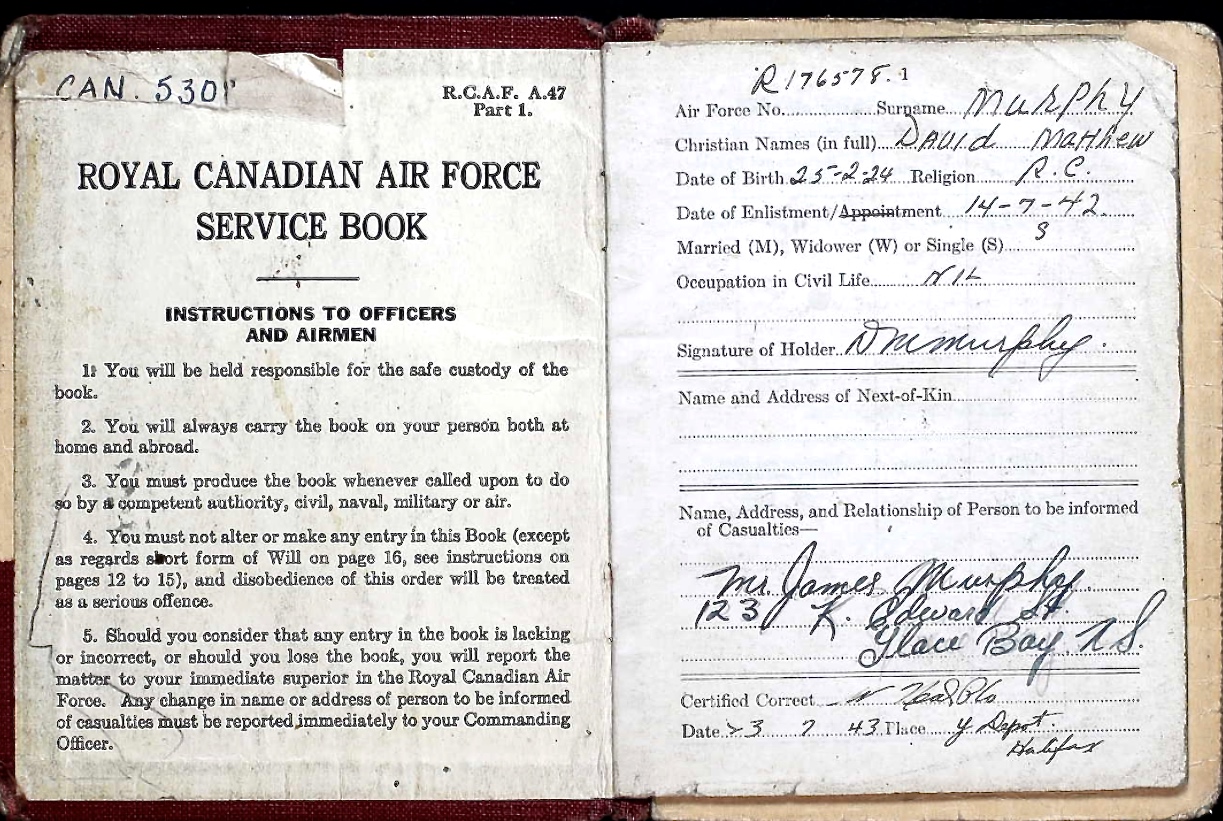 CAN. 530
R.C.A.F. A.47
Part 1.
ROYAL CANADIAN AIR FORCE
SERVICE BOOK
INSTRUCTIONS TO OFFICERS
AND AIRMEN
1. You will be held responsible for the safe custody of the
book.
2. You will always carry the book on your person both at
home and abroad.
3. You must produce the book whenever called upon to do
so by a competent authority, civil, naval, military or air.
4. You must not alter or make any entry in this Book (except
as regards short form of Will on page 16, see instructions on
pages 12 to 15), and disobedience of this order will be treated
as a serious offence.
5. Should you consider that any entry in the book is lacking
or incorrect, or should you lose the book, you will report the
matter to your immediate superior in the Royal Canadian Air
Force. Any change in name or address of person to be informed
of casualties must be reported immediately to your Commanding
Officer.
1
Air Force No. R176578. Surname Murphy
Christian Names (in full) David Mathew
Date of Birth 25-2-24 Religion R.C.
Date of Enlistment/Appointment 14-7-42.
Married (M), Widower (W) or Single (S) S
Occupation in Civil Life NIL
Signature of Holder D M Murphy.
Name and Address of Next-of-Kin
Name, Address, and Relationship of Person to be informed
of Casualties—
Mr. James Murphy.
123 K. Edward St.
Glace Bay, N.S.
Certified Correct
Date 23 7 43 Place Y Depot.
Halifax